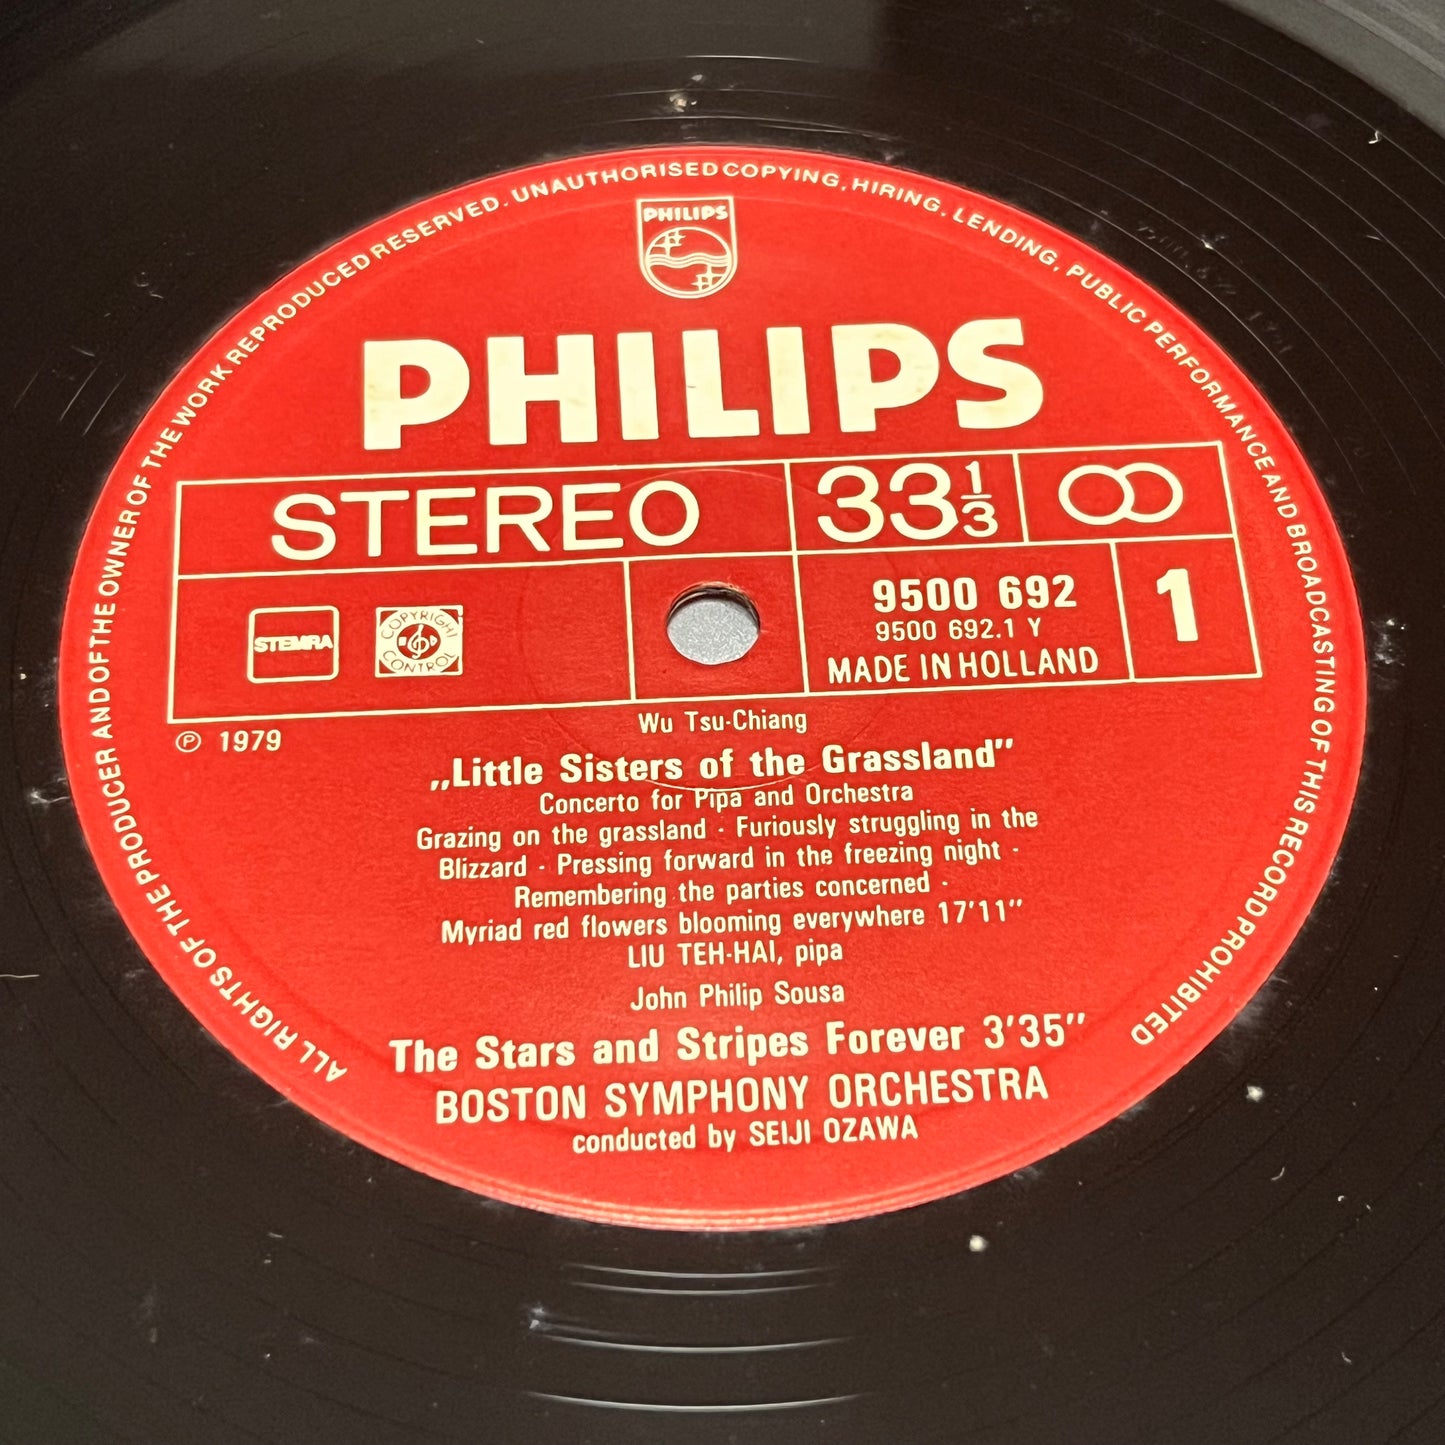 ALL RIGHTS OF THE PRODUCER AND OF THE OWNER OF THE WORK REPRODUCED RESERVED. UNAUTHORISED COPYING, HIRING, LENDING, PUBLIC PERFORMANCE AND BROADCASTING OF THIS RECORD PROHIBITED
PHILIPS
PHILIPS
STEREO
33 1/3
STEMRA
COPYRIGHT CONTROL
9500 692
9500 692.1 Y
MADE IN HOLLAND
1
℗ 1979
Wu Tsu-Chiang
„Little Sisters of the Grassland"
Concerto for Pipa and Orchestra
Grazing on the grassland · Furiously struggling in the
Blizzard · Pressing forward in the freezing night ·
Remembering the parties concerned ·
Myriad red flowers blooming everywhere 17'11"
LIU TEH-HAI, pipa
John Philip Sousa
The Stars and Stripes Forever 3'35"
BOSTON SYMPHONY ORCHESTRA
conducted by SEIJI OZAWA